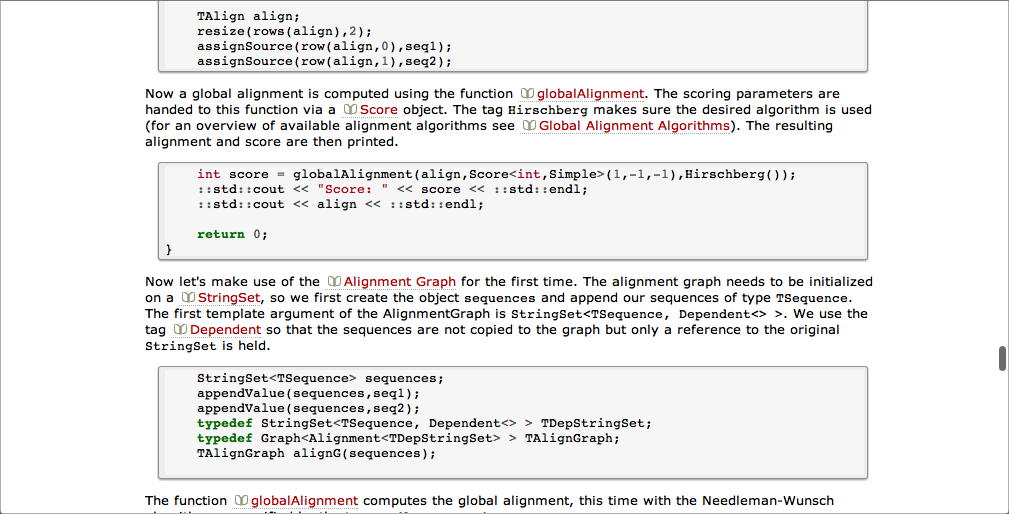 TAlign align;
resize(rows(align),2);
assignSource(row(align,0),seq1);
assignSource(row(align,1),seq2);
Now a global alignment is computed using the function globalAlignment. The scoring parameters are
handed to this function via a Score object. The tag Hirschberg makes sure the desired algorithm is used
(for an overview of available alignment algorithms see Global Alignment Algorithms). The resulting
alignment and score are then printed.
int score = globalAlignment(align,Score<int,Simple>(1,-1,-1),Hirschberg());
::std::cout << "Score: " << score << ::std::endl;
::std::cout << align << ::std::endl;
return 0;
}
Now let's make use of the Alignment Graph for the first time. The alignment graph needs to be initialized
on a StringSet, so we first create the object sequences and append our sequences of type TSequence.
The first template argument of the AlignmentGraph is StringSet<TSequence, Dependent<> >. We use the
tag Dependent so that the sequences are not copied to the graph but only a reference to the original
StringSet is held.
StringSet<TSequence> sequences;
appendValue(sequences,seq1);
appendValue(sequences,seq2);
typedef StringSet<TSequence, Dependent<> > TDepStringSet;
typedef Graph<Alignment<TDepStringSet> > TAlignGraph;
TAlignGraph alignG(sequences);
The function globalAlignment computes the global alignment, this time with the Needleman-Wunsch